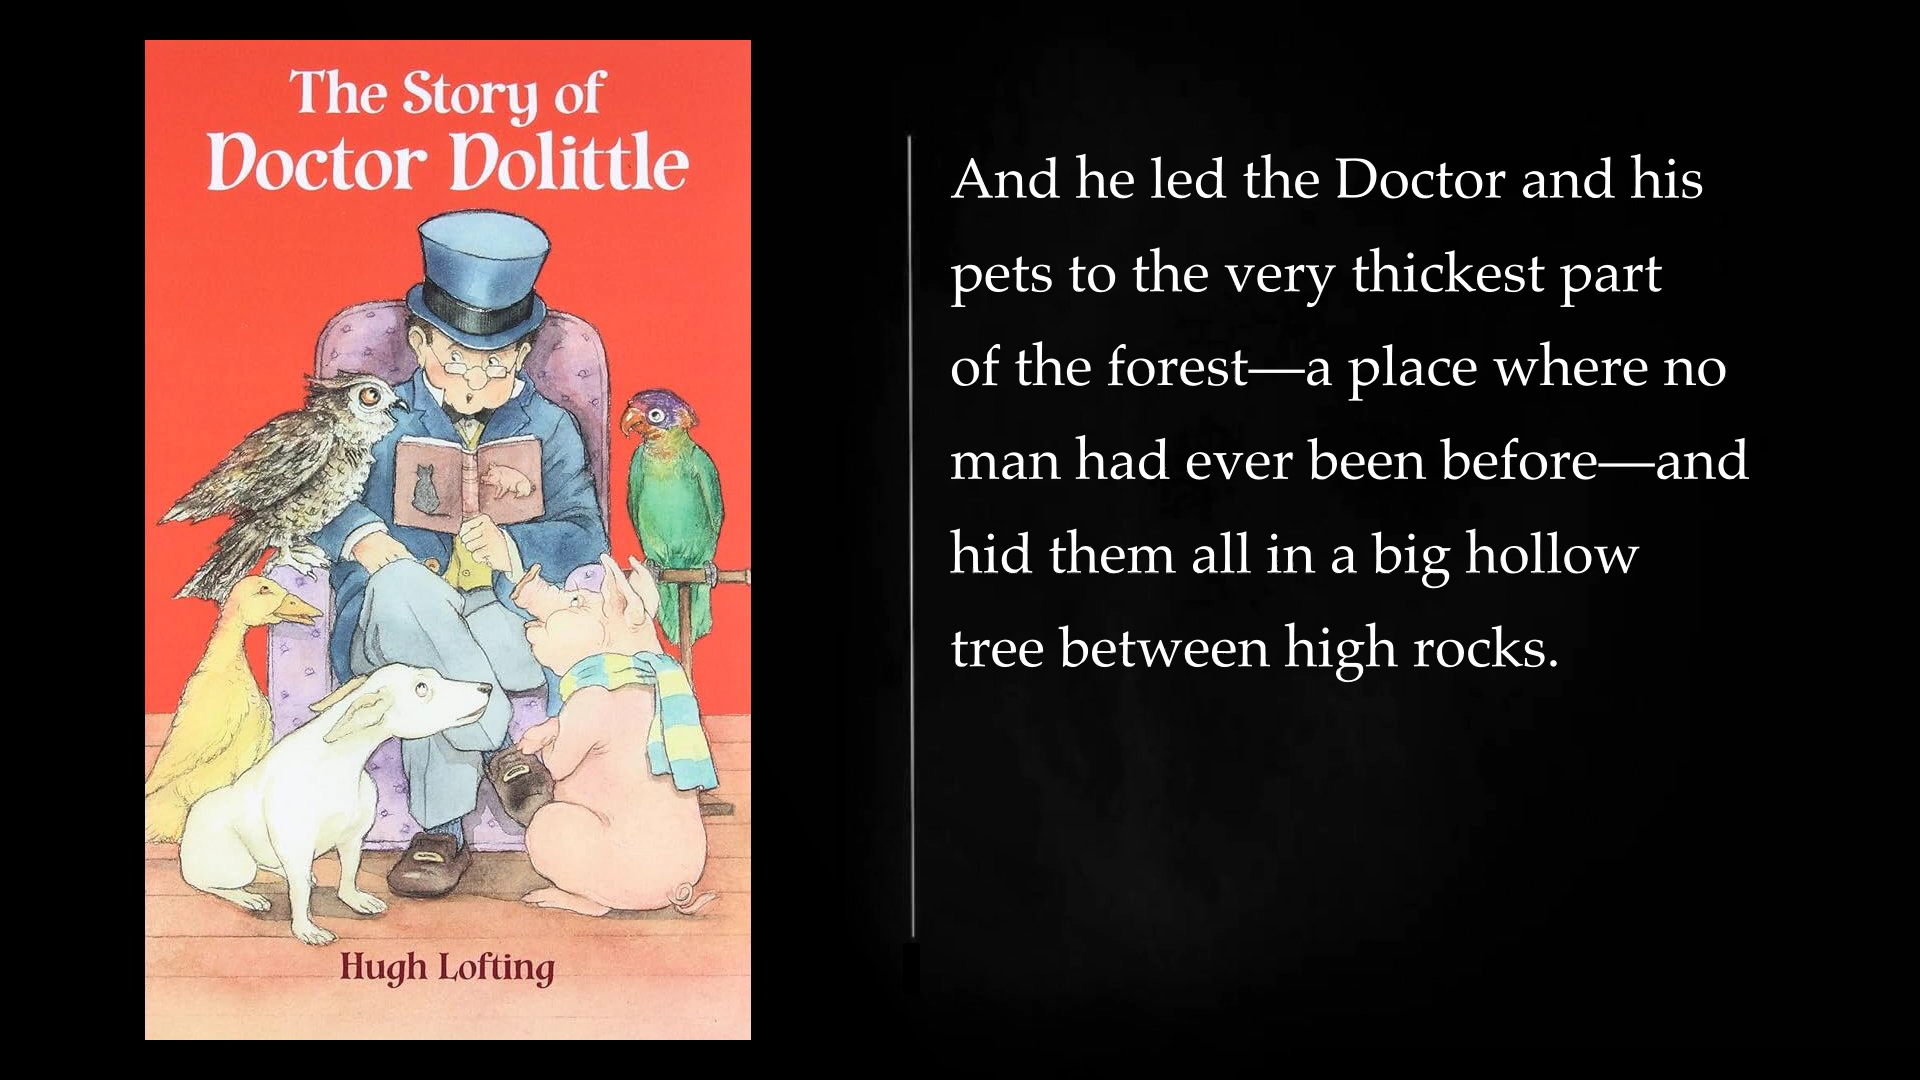 The Story of
Doctor Dolittle
Hugh Lofting
And he led the Doctor and his
pets to the very thickest part
of the forest—a place where no
man had ever been before—and
hid them all in a big hollow
tree between high rocks.